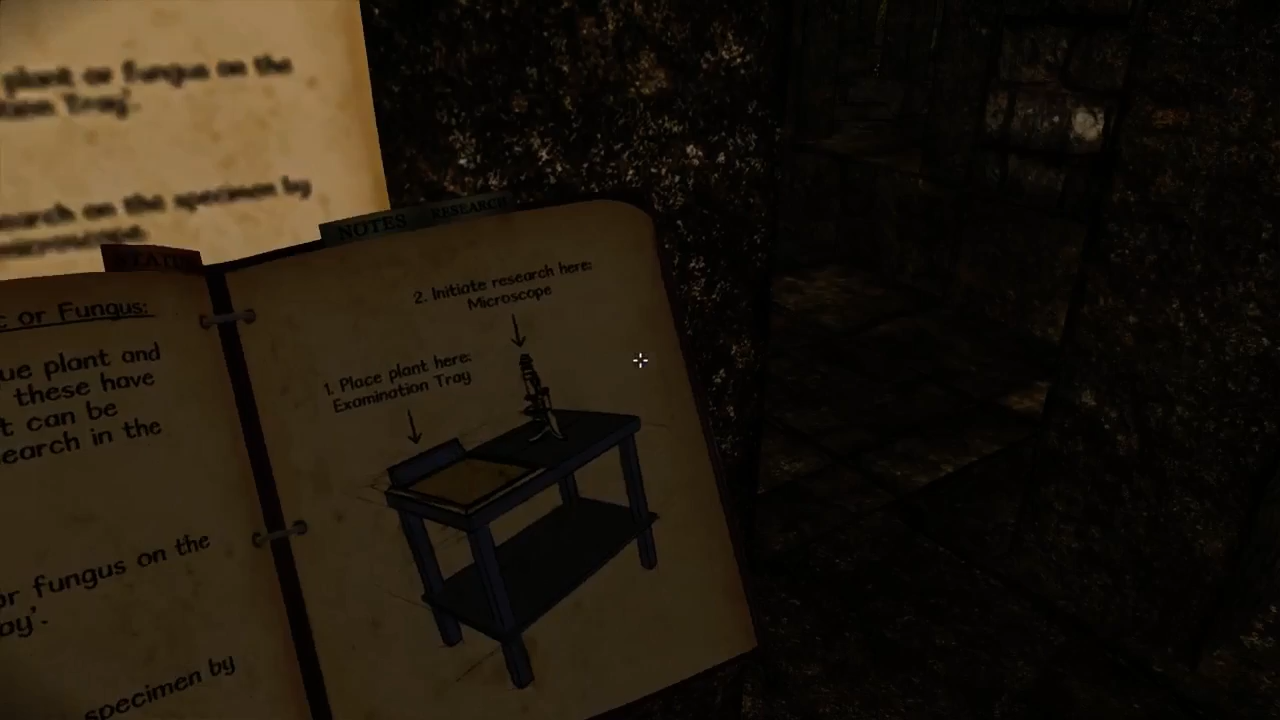 plant or fungus on the
tion Tray'.
search on the specimen by
NOTES
RESEARCH
c or Fungus:
ue plant and
these have
t can be
search in the
or fungus on the
ay'.
specimen by
2. Initiate research here:
Microscope
1. Place plant here:
Examination Tray